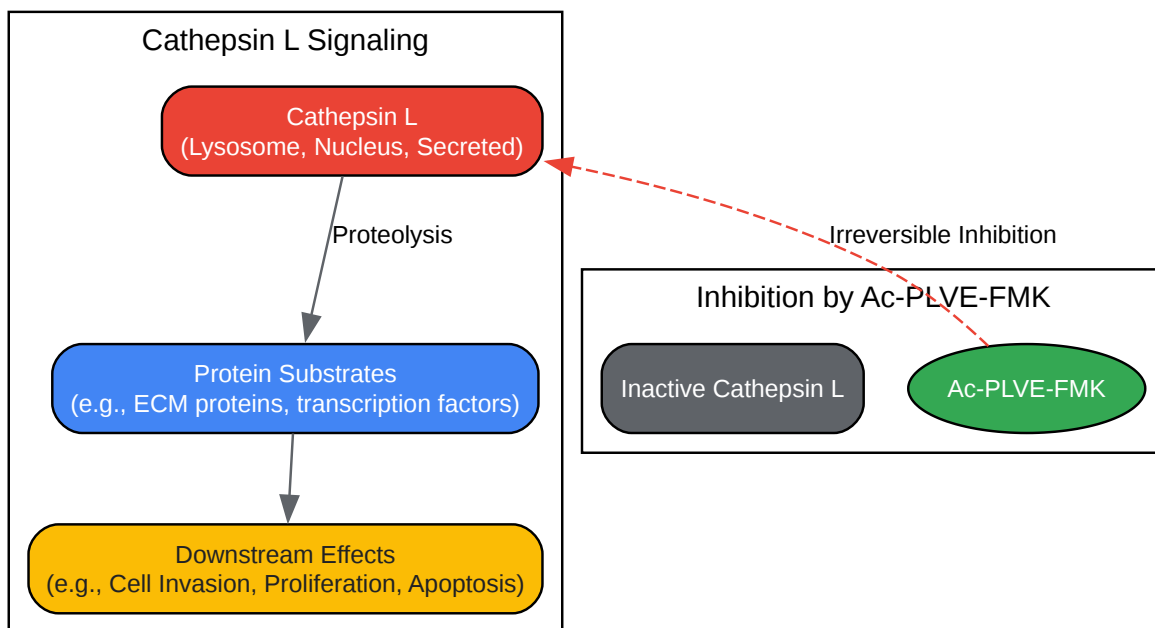 Cathepsin L Signaling
Cathepsin L
(Lysosome, Nucleus, Secreted)
Proteolysis
Protein Substrates
(e.g., ECM proteins, transcription factors)
Downstream Effects
(e.g., Cell Invasion, Proliferation, Apoptosis)
Irreversible Inhibition
Inhibition by Ac-PLVE-FMK
Inactive Cathepsin L
Ac-PLVE-FMK